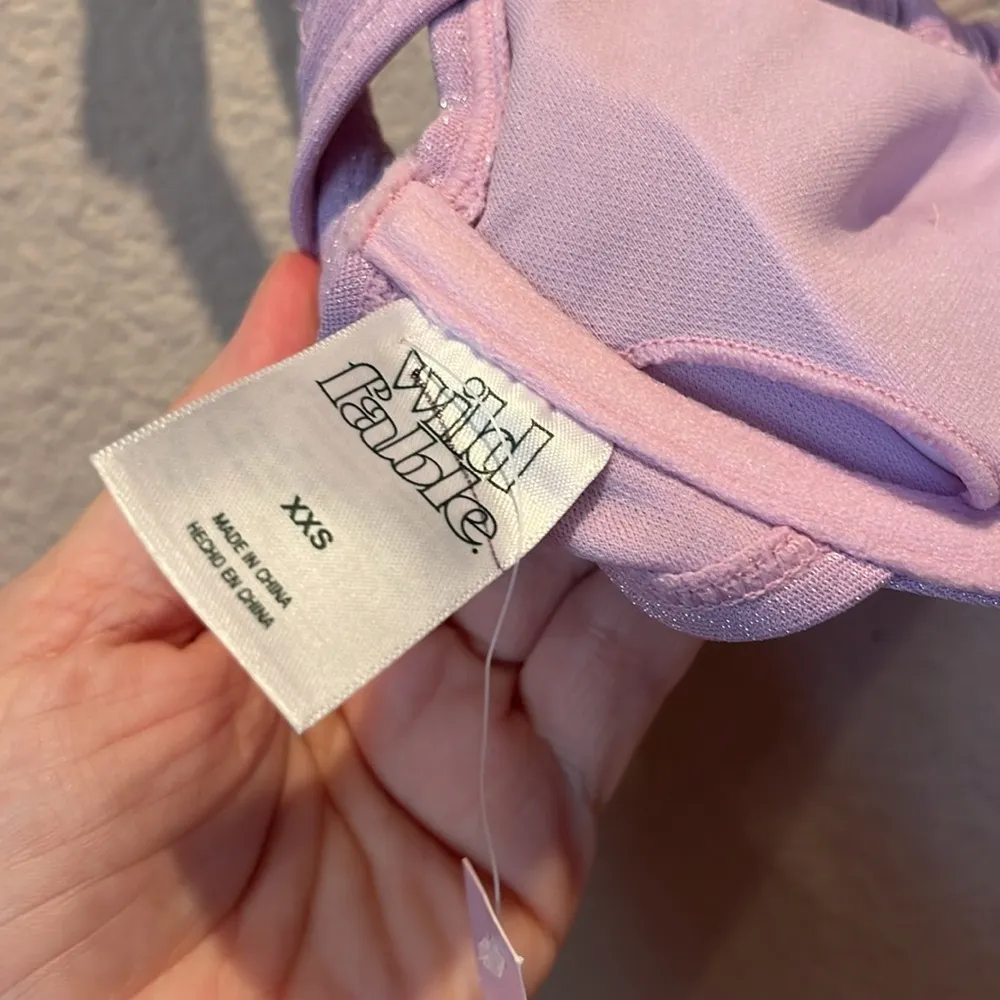 wild
fable.
XXS
MADE IN CHINA
HECHO EN CHINA